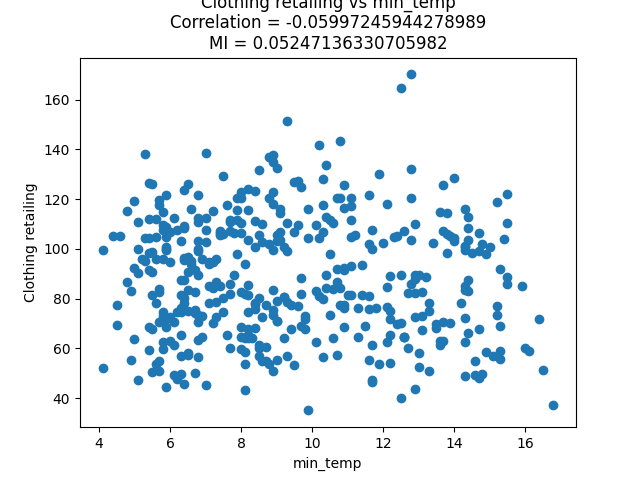 Clothing retailing vs min_temp
Correlation = -0.05997245944278989
MI = 0.05247136330705982
160
140
120
100
80
60
40
Clothing retailing
4 6 8 10 12 14 16
min_temp